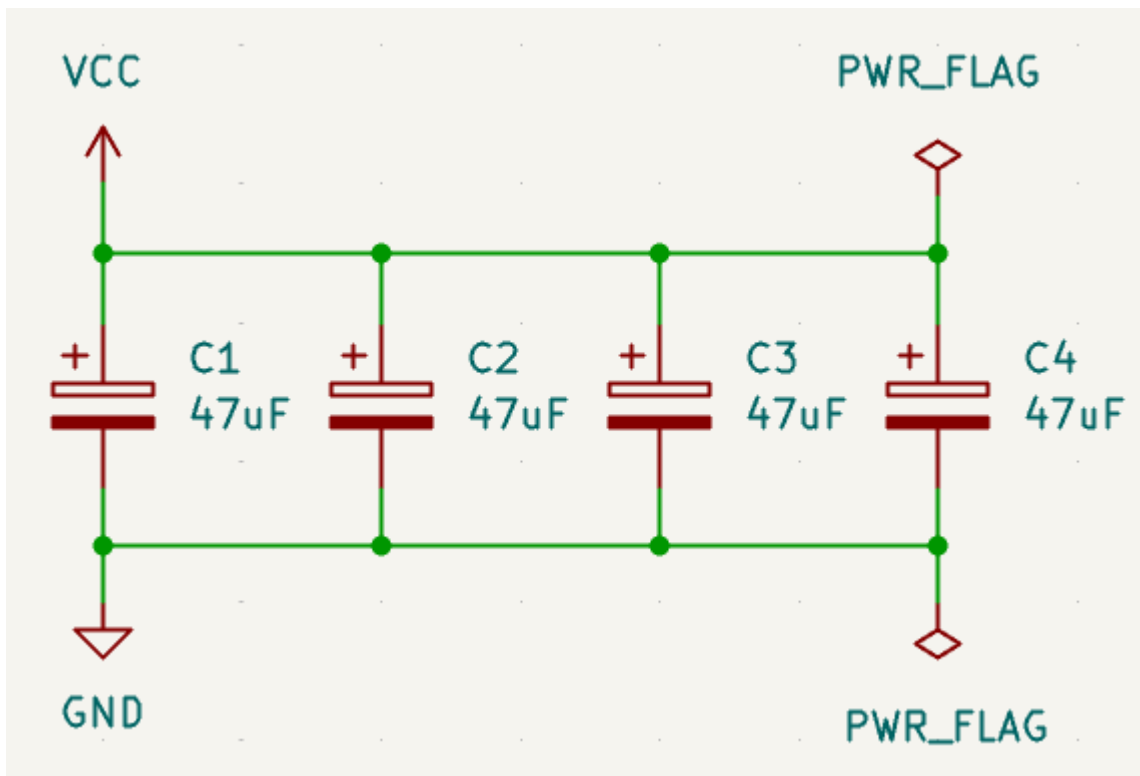 VCC
PWR_FLAG
+ C1
47uF
+ C2
47uF
+ C3
47uF
+ C4
47uF
GND
PWR_FLAG